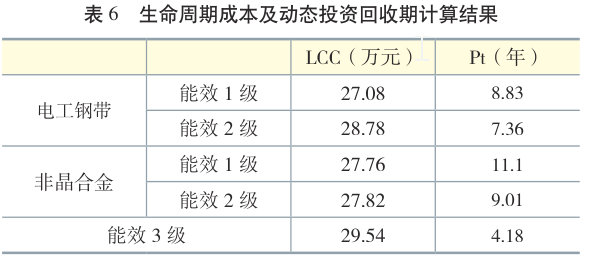 表 6 生命周期成本及动态投资回收期计算结果
LCC（万元） Pt（年）
电工钢带 能效 1 级 27.08 8.83
能效 2 级 28.78 7.36
非晶合金 能效 1 级 27.76 11.1
能效 2 级 27.82 9.01
能效 3 级 29.54 4.18